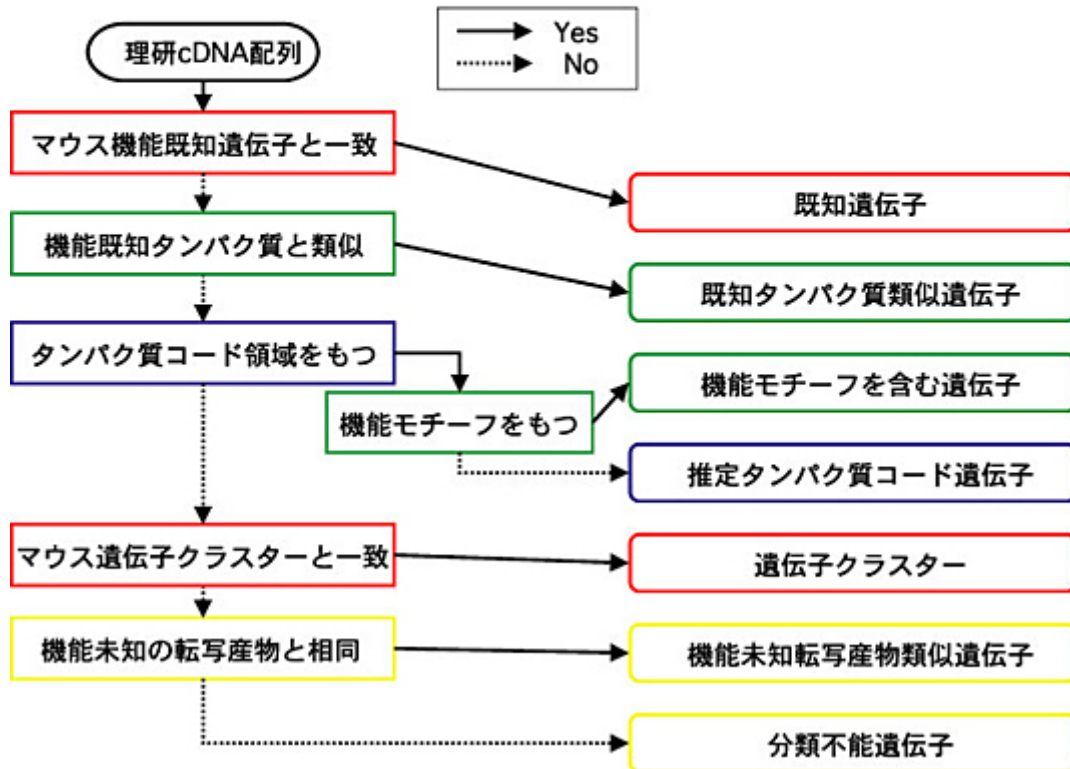 理研cDNA配列
Yes
No
マウス機能既知遺伝子と一致
既知遺伝子
機能既知タンパク質と類似
既知タンパク質類似遺伝子
タンパク質コード領域をもつ
機能モチーフをもつ
機能モチーフを含む遺伝子
推定タンパク質コード遺伝子
マウス遺伝子クラスターと一致
遺伝子クラスター
機能未知の転写産物と相同
機能未知転写産物類似遺伝子
分類不能遺伝子